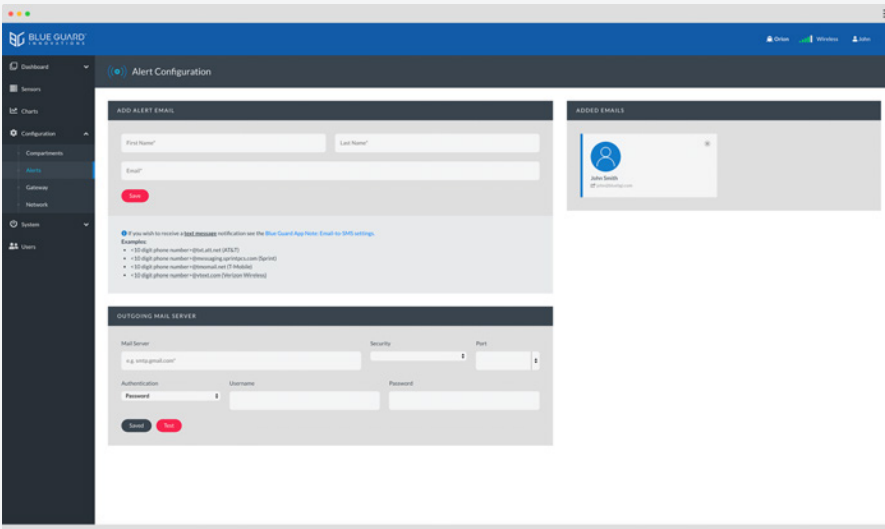 BLUE GUARD
INNOVATIONS
Orion
Wireless
John
Dashboard
Sensors
Charts
Configuration
Compartments
Alerts
Gateway
Network
System
Users
Alert Configuration
ADD ALERT EMAIL
First Name*
Last Name*
Email*
Save
If you wish to receive a text message notification see the Blue Guard App Note: Email-to-SMS settings.
Examples:
<10 digit phone number>@txt.att.net (AT&T)
<10 digit phone number>@messaging.sprintpcs.com (Sprint)
<10 digit phone number>@tmomail.net (T-Mobile)
<10 digit phone number>@vtext.com (Verizon Wireless)
ADDED EMAILS
John Smith
OUTGOING MAIL SERVER
Mail Server
Security
Port
e.g. smtp.gmail.com*
Authentication
Username
Password
Password
Saved
Test